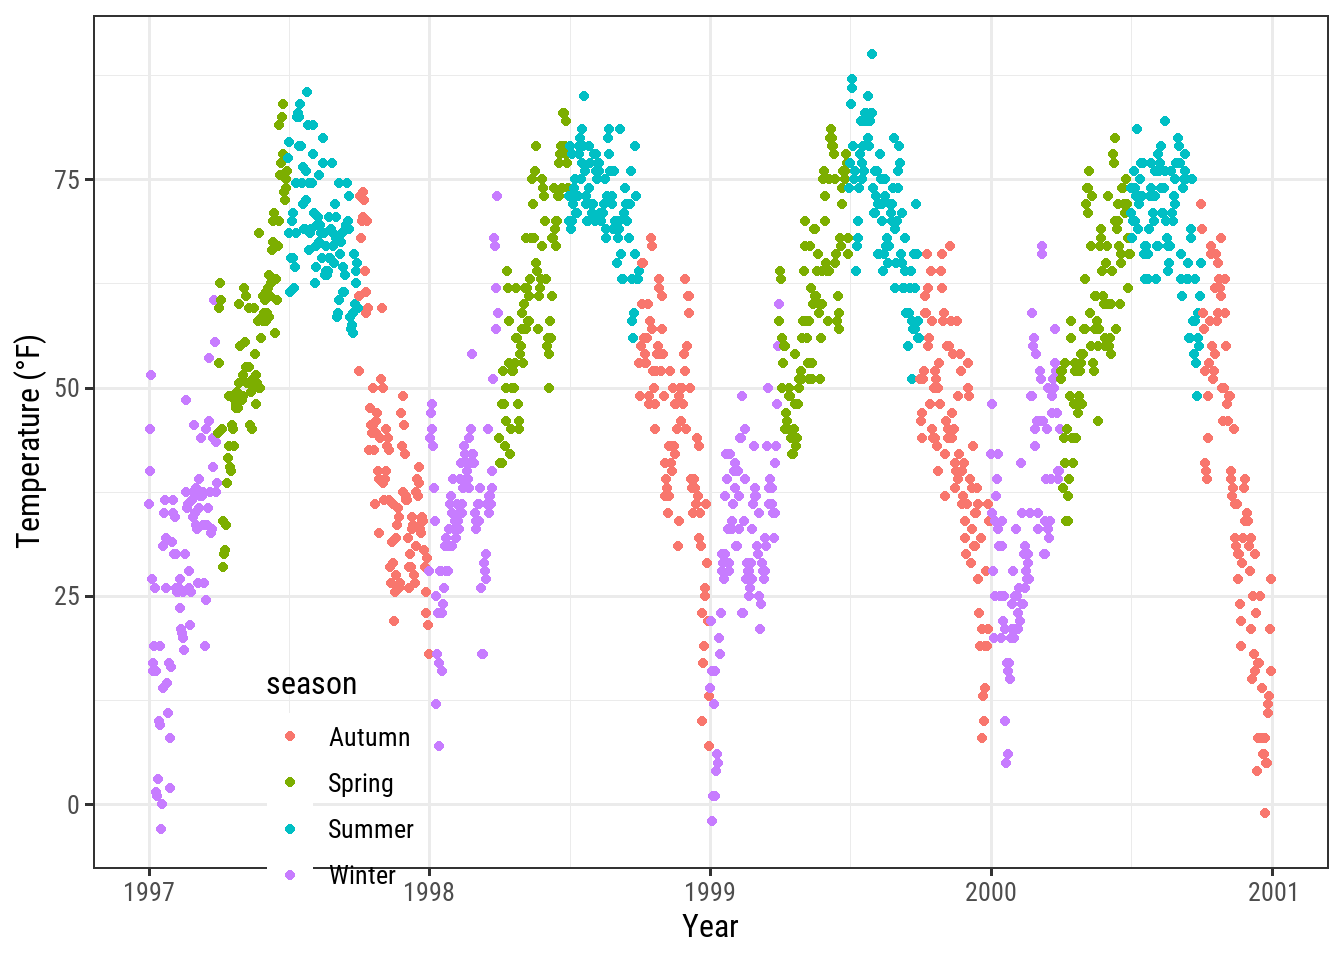 75
50
25
0
Temperature (°F)
season
Autumn
Spring
Summer
Winter
1997 1998 1999 2000 2001
Year